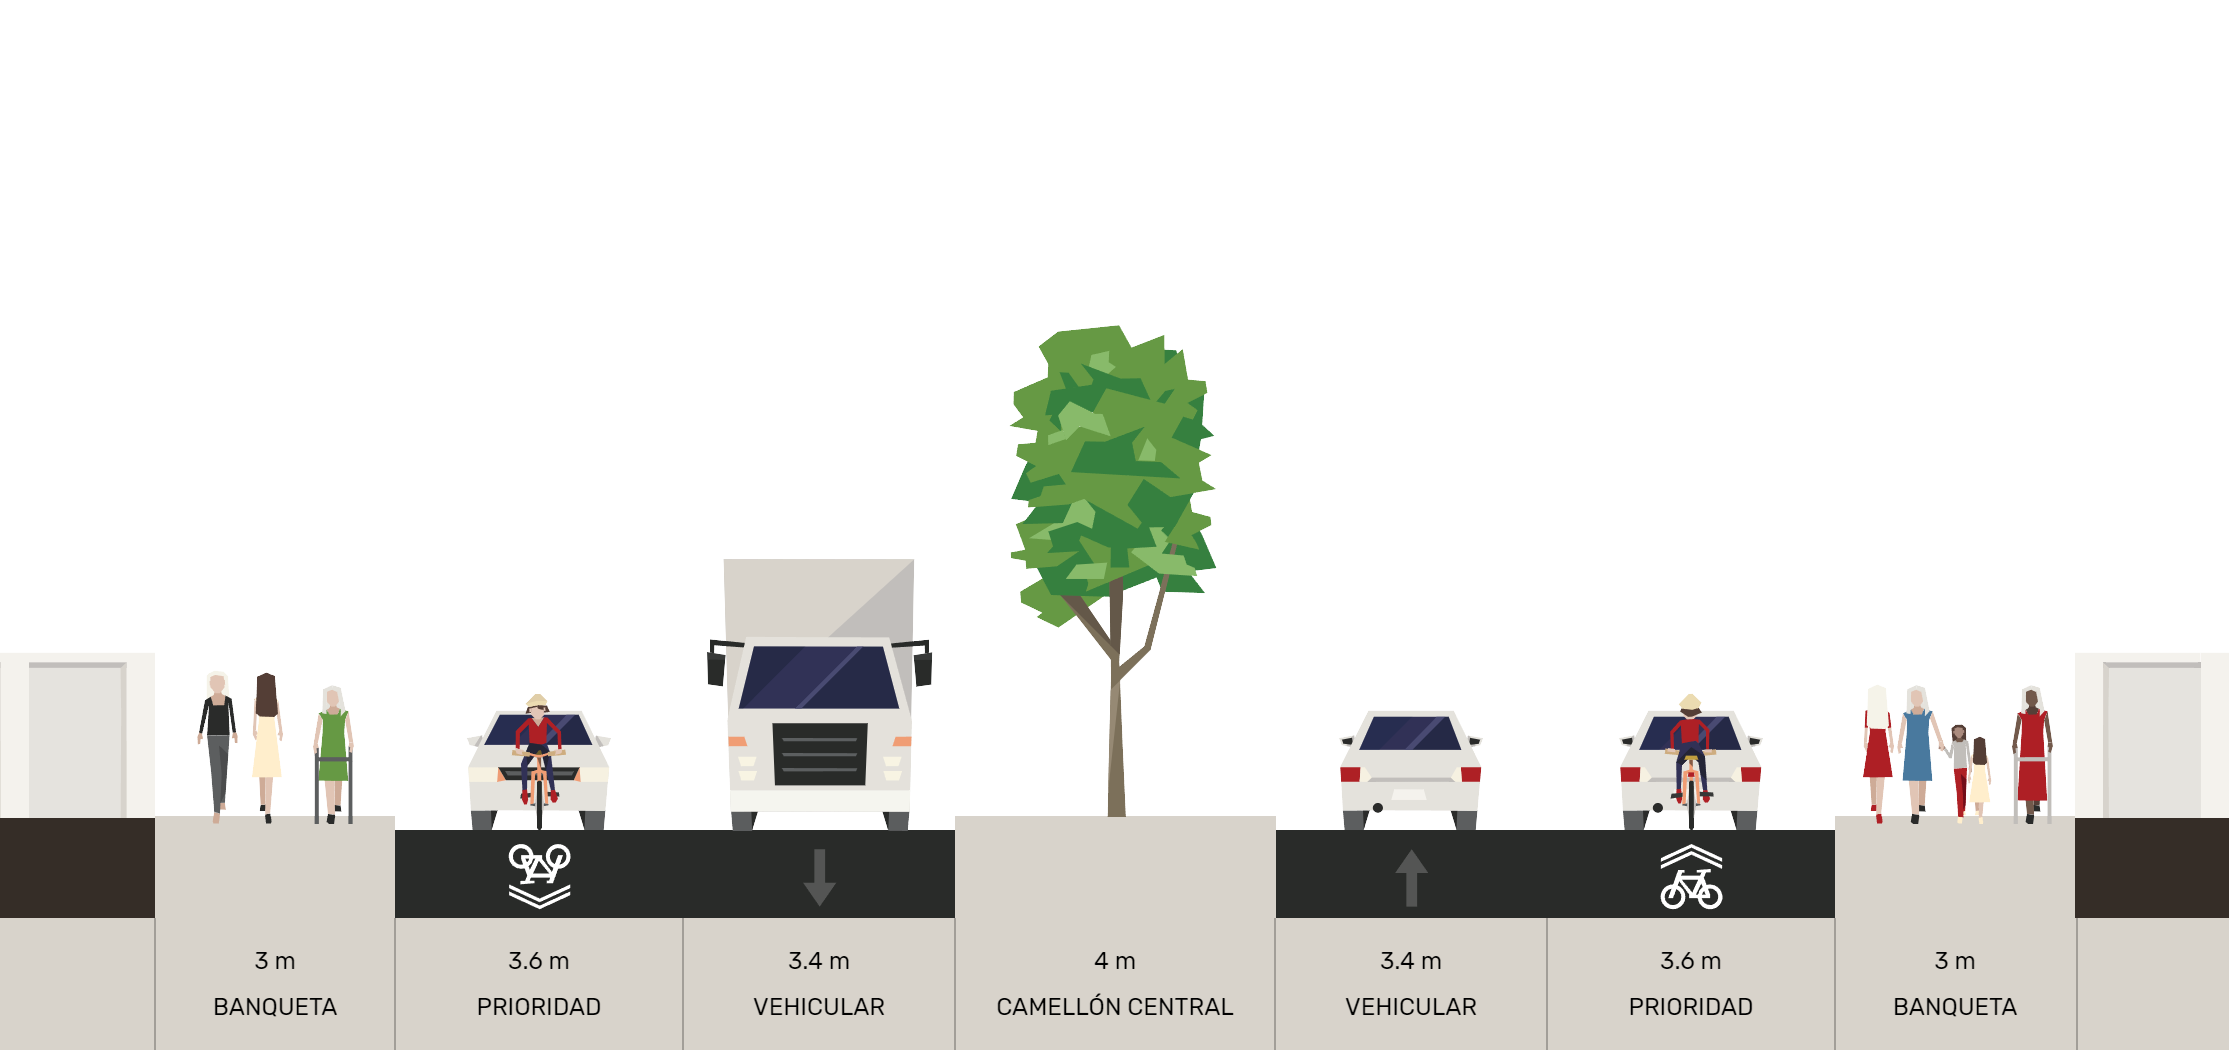 3 m
BANQUETA
3.6 m
PRIORIDAD
3.4 m
VEHICULAR
4 m
CAMELLÓN CENTRAL
3.4 m
VEHICULAR
3.6 m
PRIORIDAD
3 m
BANQUETA